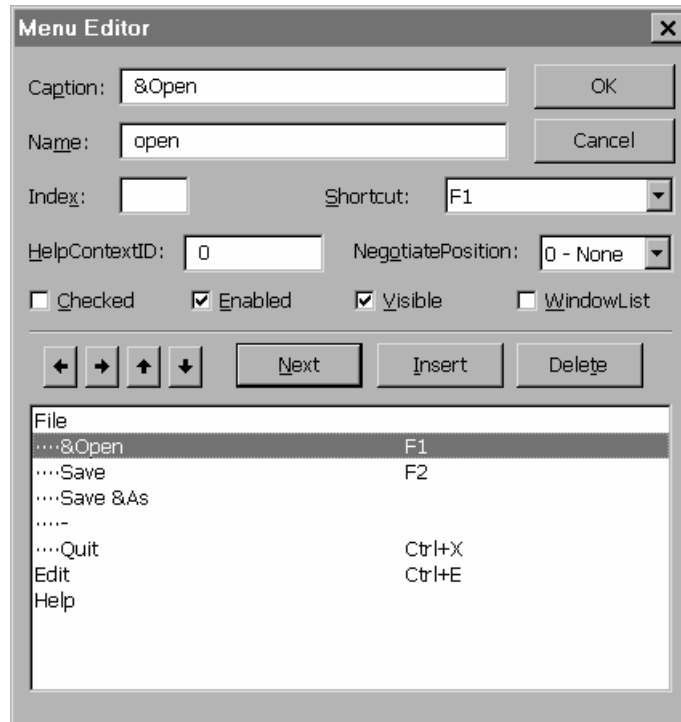 Menu Editor
Caption: &Open OK
Name: open Cancel
Index: Shortcut: F1
HelpContextID: 0 NegotiatePosition: 0 - None
Checked Enabled Visible WindowList
Next Insert Delete
File
····&Open F1
····Save F2
····Save &As
····-
····Quit Ctrl+X
Edit Ctrl+E
Help